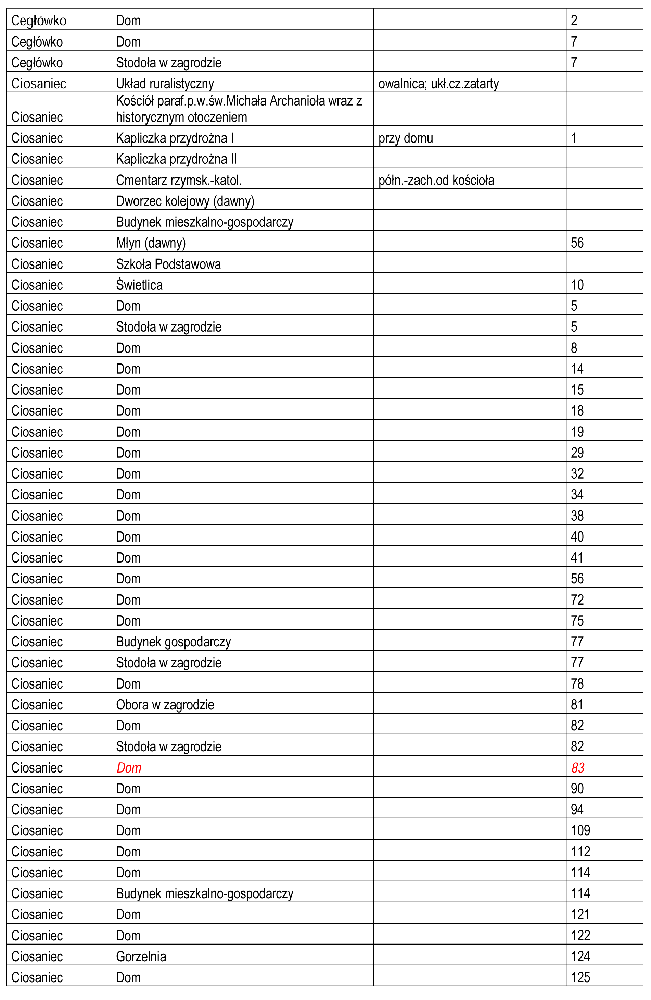 Cegłówko Dom 2
Cegłówko Dom 7
Cegłówko Stodoła w zagrodzie 7
Ciosaniec Układ ruralistyczny owalnica; ukł.cz.zatarty
Kościół paraf.p.w.św.Michała Archanioła wraz z
Ciosaniec historycznym otoczeniem
Ciosaniec Kapliczka przydrożna I przy domu 1
Ciosaniec Kapliczka przydrożna II
Ciosaniec Cmentarz rzymsk.-katol. półn.-zach.od kościoła
Ciosaniec Dworzec kolejowy (dawny)
Ciosaniec Budynek mieszkalno-gospodarczy
Ciosaniec Młyn (dawny) 56
Ciosaniec Szkoła Podstawowa
Ciosaniec Świetlica 10
Ciosaniec Dom 5
Ciosaniec Stodoła w zagrodzie 5
Ciosaniec Dom 8
Ciosaniec Dom 14
Ciosaniec Dom 15
Ciosaniec Dom 18
Ciosaniec Dom 19
Ciosaniec Dom 29
Ciosaniec Dom 32
Ciosaniec Dom 34
Ciosaniec Dom 38
Ciosaniec Dom 40
Ciosaniec Dom 41
Ciosaniec Dom 56
Ciosaniec Dom 72
Ciosaniec Dom 75
Ciosaniec Budynek gospodarczy 77
Ciosaniec Stodoła w zagrodzie 77
Ciosaniec Dom 78
Ciosaniec Obora w zagrodzie 81
Ciosaniec Dom 82
Ciosaniec Stodoła w zagrodzie 82
Ciosaniec Dom 83
Ciosaniec Dom 90
Ciosaniec Dom 94
Ciosaniec Dom 109
Ciosaniec Dom 112
Ciosaniec Dom 114
Ciosaniec Budynek mieszkalno-gospodarczy 114
Ciosaniec Dom 121
Ciosaniec Dom 122
Ciosaniec Gorzelnia 124
Ciosaniec Dom 125